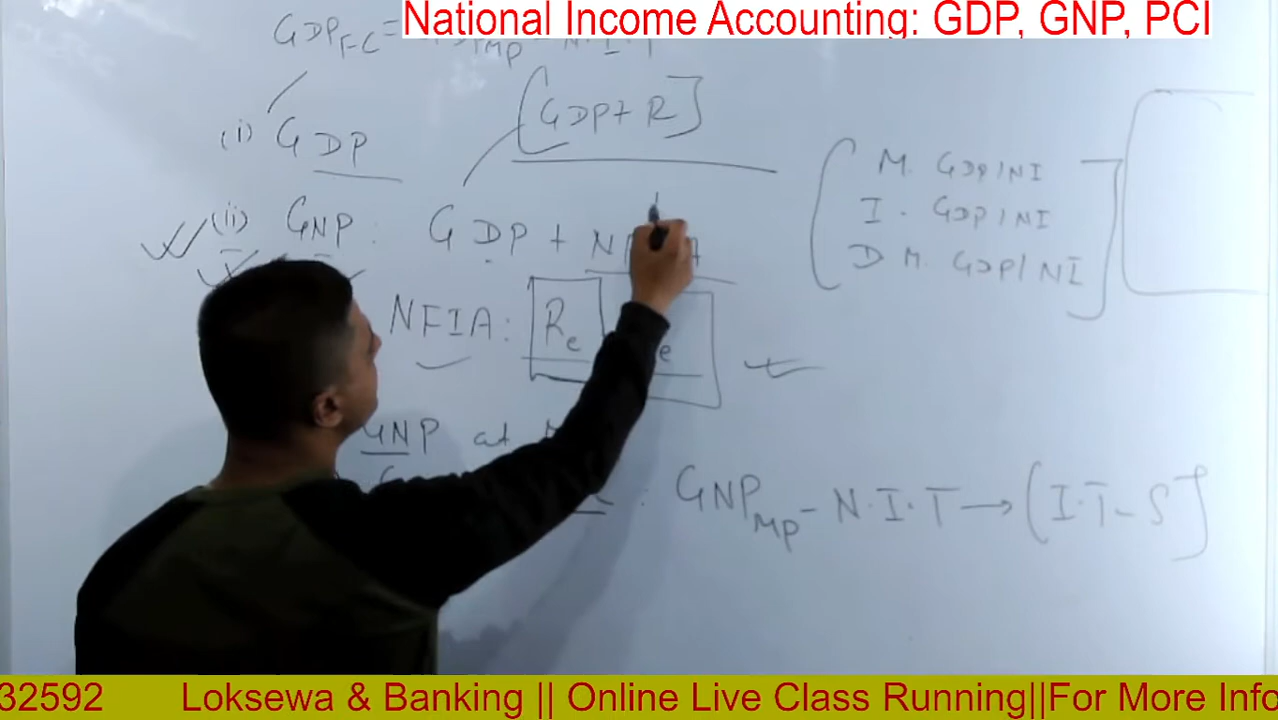 National Income Accounting: GDP, GNP, PCI
GDP F.C =
[GDP + R]
(i) GDP
M. GDP/NI
I. GDP/NI
D M. GDP/NI
(ii) GNP: GDP + N
NFIA: Re e
GNP at
: GNP MP - N.I.T → [I.T - S]
32592 Loksewa & Banking || Online Live Class Running||For More Info